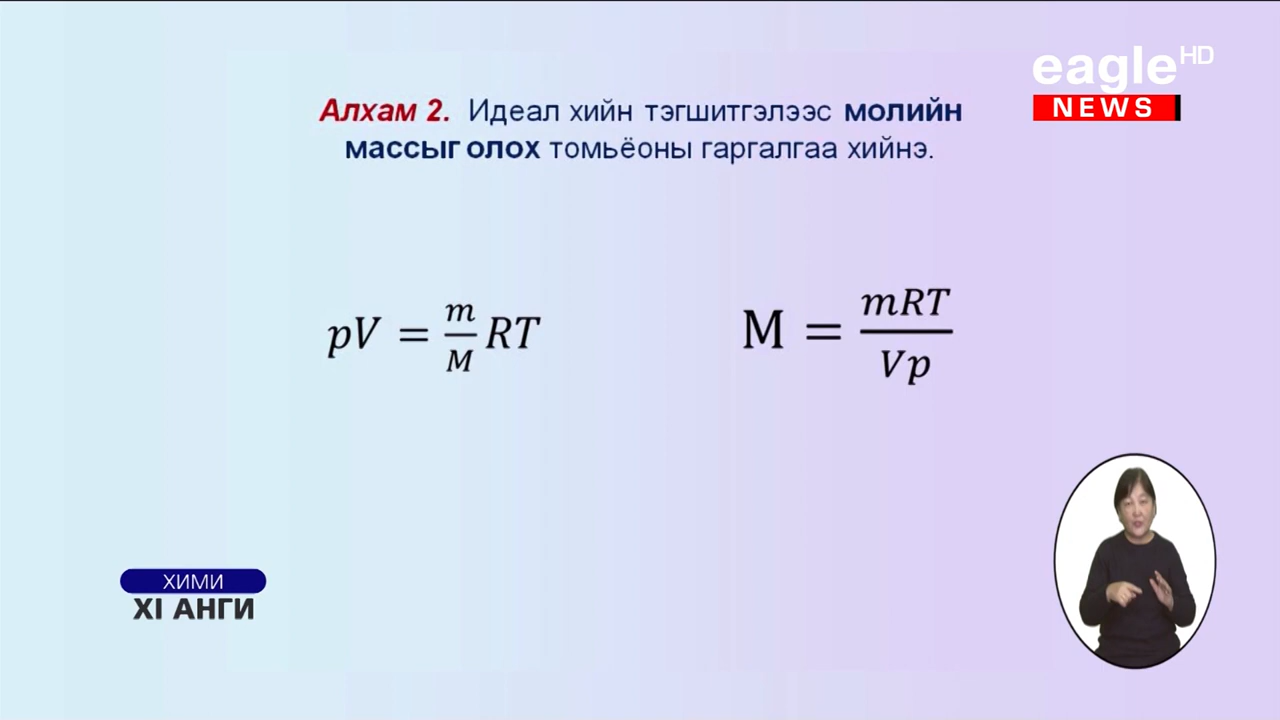 eagle HD
NEWS
Алхам 2. Идеал хийн тэгшитгэлээс молийн
массыг олох томьёоны гаргалгаа хийнэ.
pV = m/M RT
M = mRT/Vp
ХИМИ
XI АНГИ